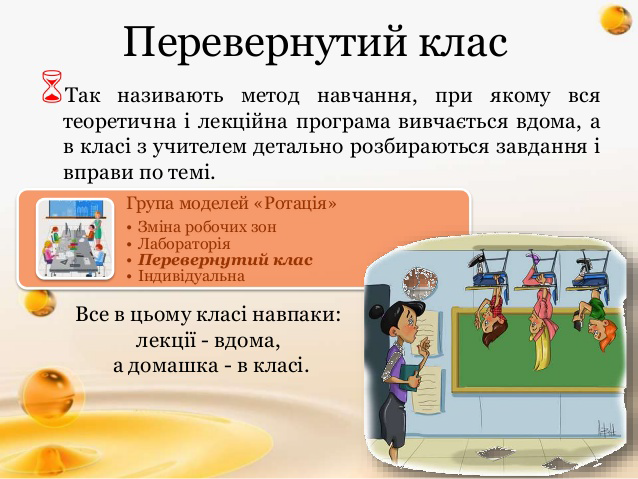 Перевернутий клас
Так називають метод навчання, при якому вся
теоретична і лекційна програма вивчається вдома, а
в класі з учителем детально розбираються завдання і
вправи по темі.
Група моделей «Ротація»
• Зміна робочих зон
• Лабораторія
• Перевернутий клас
• Індивідуальна
Все в цьому класі навпаки:
лекції - вдома,
а домашка - в класі.